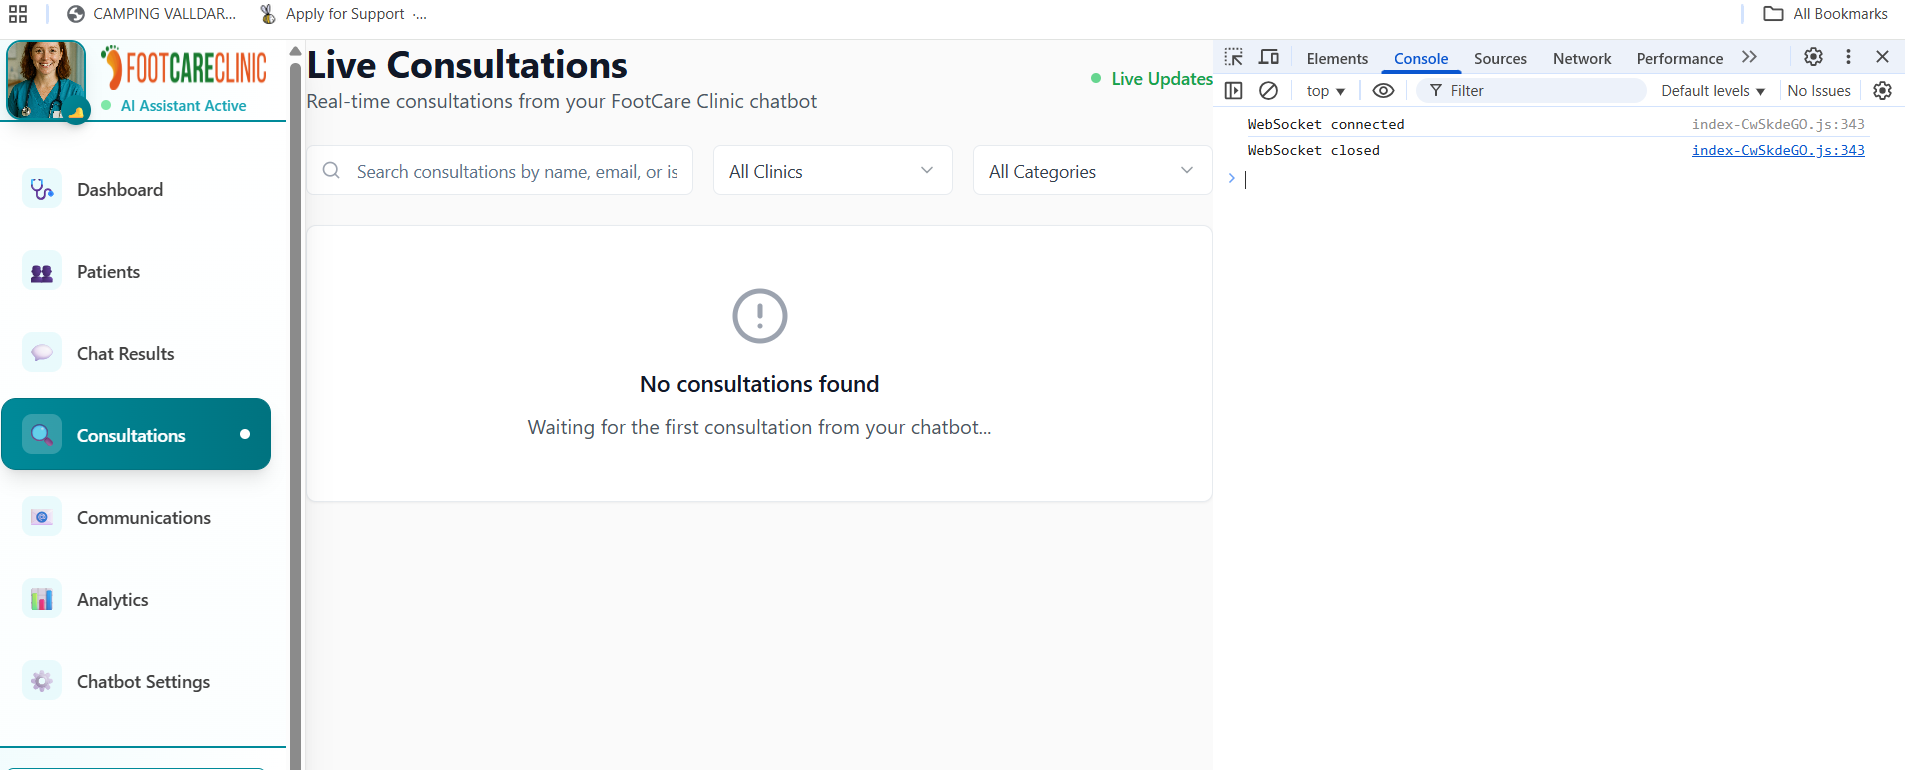 CAMPING VALLDAR...
Apply for Support ·...
All Bookmarks
FOOTCARECLINIC
AI Assistant Active
Dashboard
Patients
Chat Results
Consultations
Communications
Analytics
Chatbot Settings
Live Consultations
Live Updates
Real-time consultations from your FootCare Clinic chatbot
Search consultations by name, email, or is
All Clinics
All Categories
No consultations found
Waiting for the first consultation from your chatbot...
Elements
Console
Sources
Network
Performance
top
Filter
Default levels
No Issues
WebSocket connected index-CwSkdeGO.js:343
WebSocket closed index-CwSkdeGO.js:343